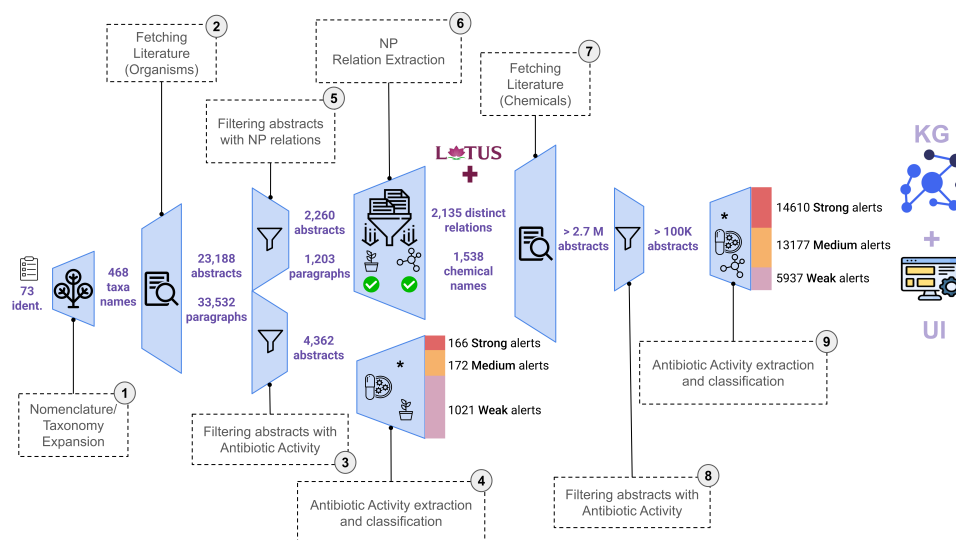 2
Fetching
Literature
(Organisms)
6
NP
Relation Extraction
7
Fetching
Literature
(Chemicals)
5
Filtering abstracts
with NP relations
LOTUS
+
KG
+
UI
73
ident.
468
taxa
names
23,188
abstracts
33,532
paragraphs
2,260
abstracts
1,203
paragraphs
4,362
abstracts
2,135 distinct
relations
1,538
chemical
names
> 2.7 M
abstracts
> 100K
abstracts
*
14610 Strong alerts
13177 Medium alerts
5937 Weak alerts
*
166 Strong alerts
172 Medium alerts
1021 Weak alerts
1
Nomenclature/
Taxonomy
Expansion
Filtering abstracts with
Antibiotic Activity
3
4
Antibiotic Activity extraction
and classification
8
Filtering abstracts with
Antibiotic Activity
9
Antibiotic Activity extraction
and classification